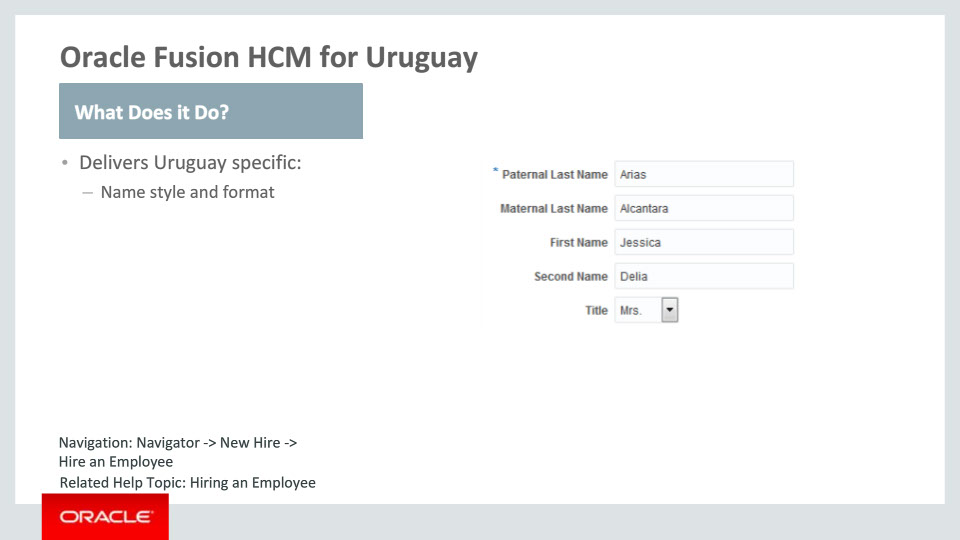 Oracle Fusion HCM for Uruguay
What Does it Do?
• Delivers Uruguay specific:
– Name style and format
* Paternal Last Name Arias
Maternal Last Name Alcantara
First Name Jessica
Second Name Delia
Title Mrs.
Navigation: Navigator -> New Hire ->
Hire an Employee
Related Help Topic: Hiring an Employee
ORACLE